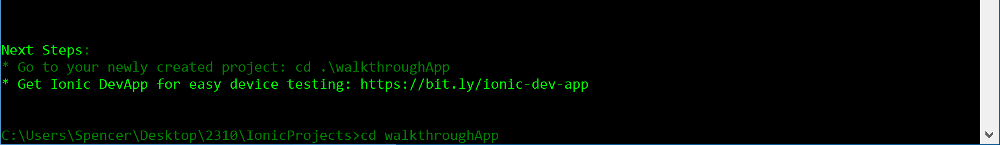 Next Steps:
* Go to your newly created project: cd .\walkthroughApp
* Get Ionic DevApp for easy device testing: https://bit.ly/ionic-dev-app
C:\Users\Spencer\Desktop\2310\IonicProjects>cd walkthroughApp